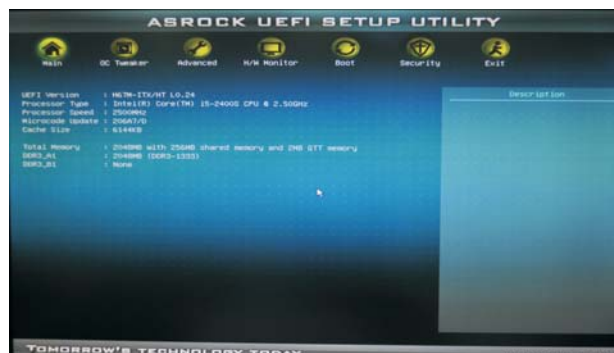 ASROCK UEFI SETUP UTILITY
Main OC Tweaker Advanced H/W Monitor Boot Security Exit
UEFI Version : H67M-ITX/HT L0.24
Processor Type : Intel(R) Core(TM) i5-2400S CPU @ 2.50GHz
Processor Speed : 2500MHz
Microcode Update : 206A7/D
Cache Size : 6144KB
Total Memory : 2048MB with 256MB shared memory and 2MB GTT memory
DDR3_A1 : 2048MB (DDR3-1333)
DDR3_B1 : None
Description
TOMORROW'S TECHNOLOGY TODAY